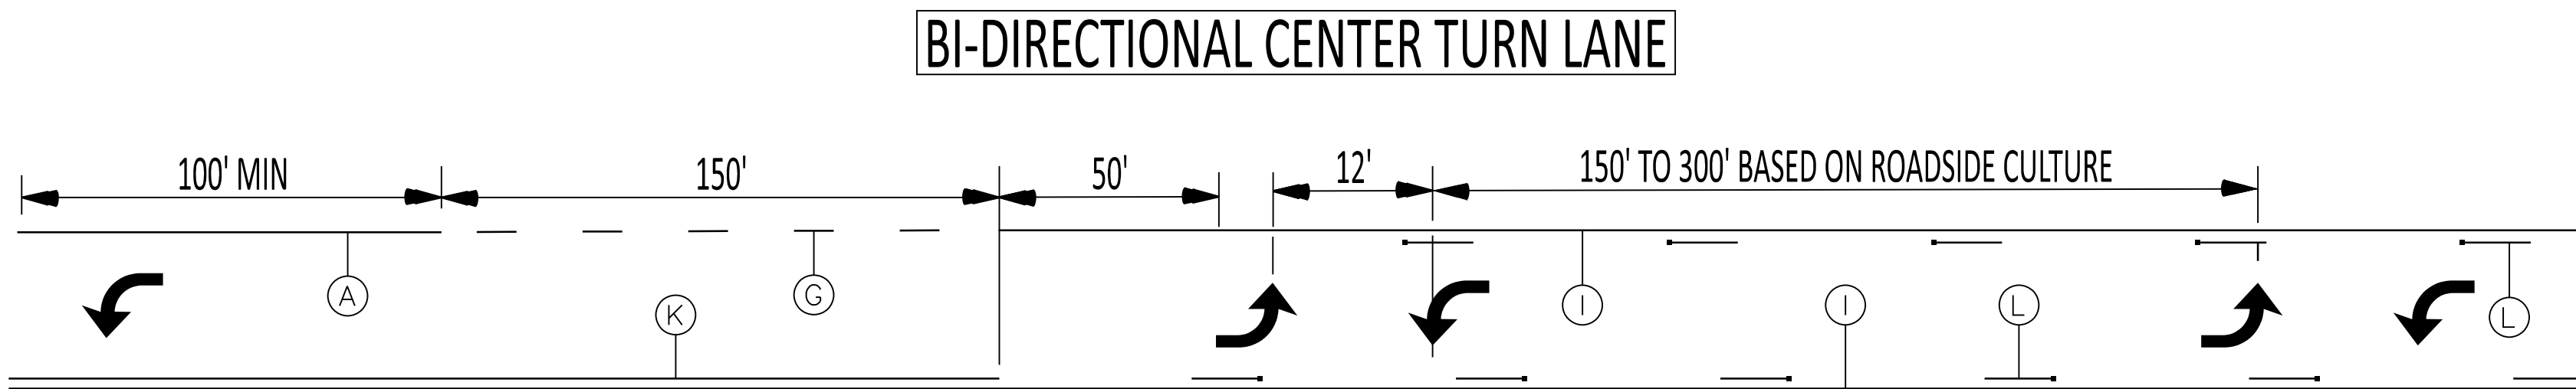 BI-DIRECTIONAL CENTER TURN LANE
100' MIN
150'
50'
12'
150' TO 300' BASED ON ROADSIDE CULTURE
A
K
G
I
I
L
L